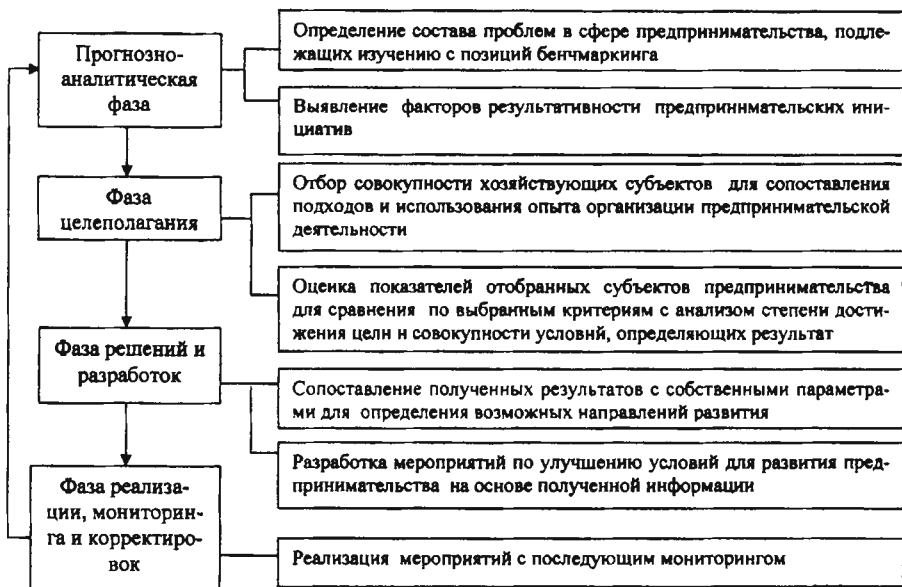 Прогнозно-
аналитическая
фаза
Определение состава проблем в сфере предпринимательства, подле-
жащих изучению с позиций бенчмаркинга
Выявление факторов результативности предпринимательских ини-
циатив
Фаза
целеполагания
Отбор совокупности хозяйствующих субъектов для сопоставления
подходов и использования опыта организации предпринимательской
деятельности
Оценка показателей отобранных субъектов предпринимательства
для сравнения по выбранным критериям с анализом степени дости-
жения цели и совокупности условий, определяющих результат
Фаза решений и
разработок
Сопоставление полученных результатов с собственными параметра-
ми для определения возможных направлений развития
Разработка мероприятий по улучшению условий для развития пред-
принимательства на основе полученной информации
Фаза реализа-
ции, мониторин-
га и корректиро-
вок
Реализация мероприятий с последующим мониторингом